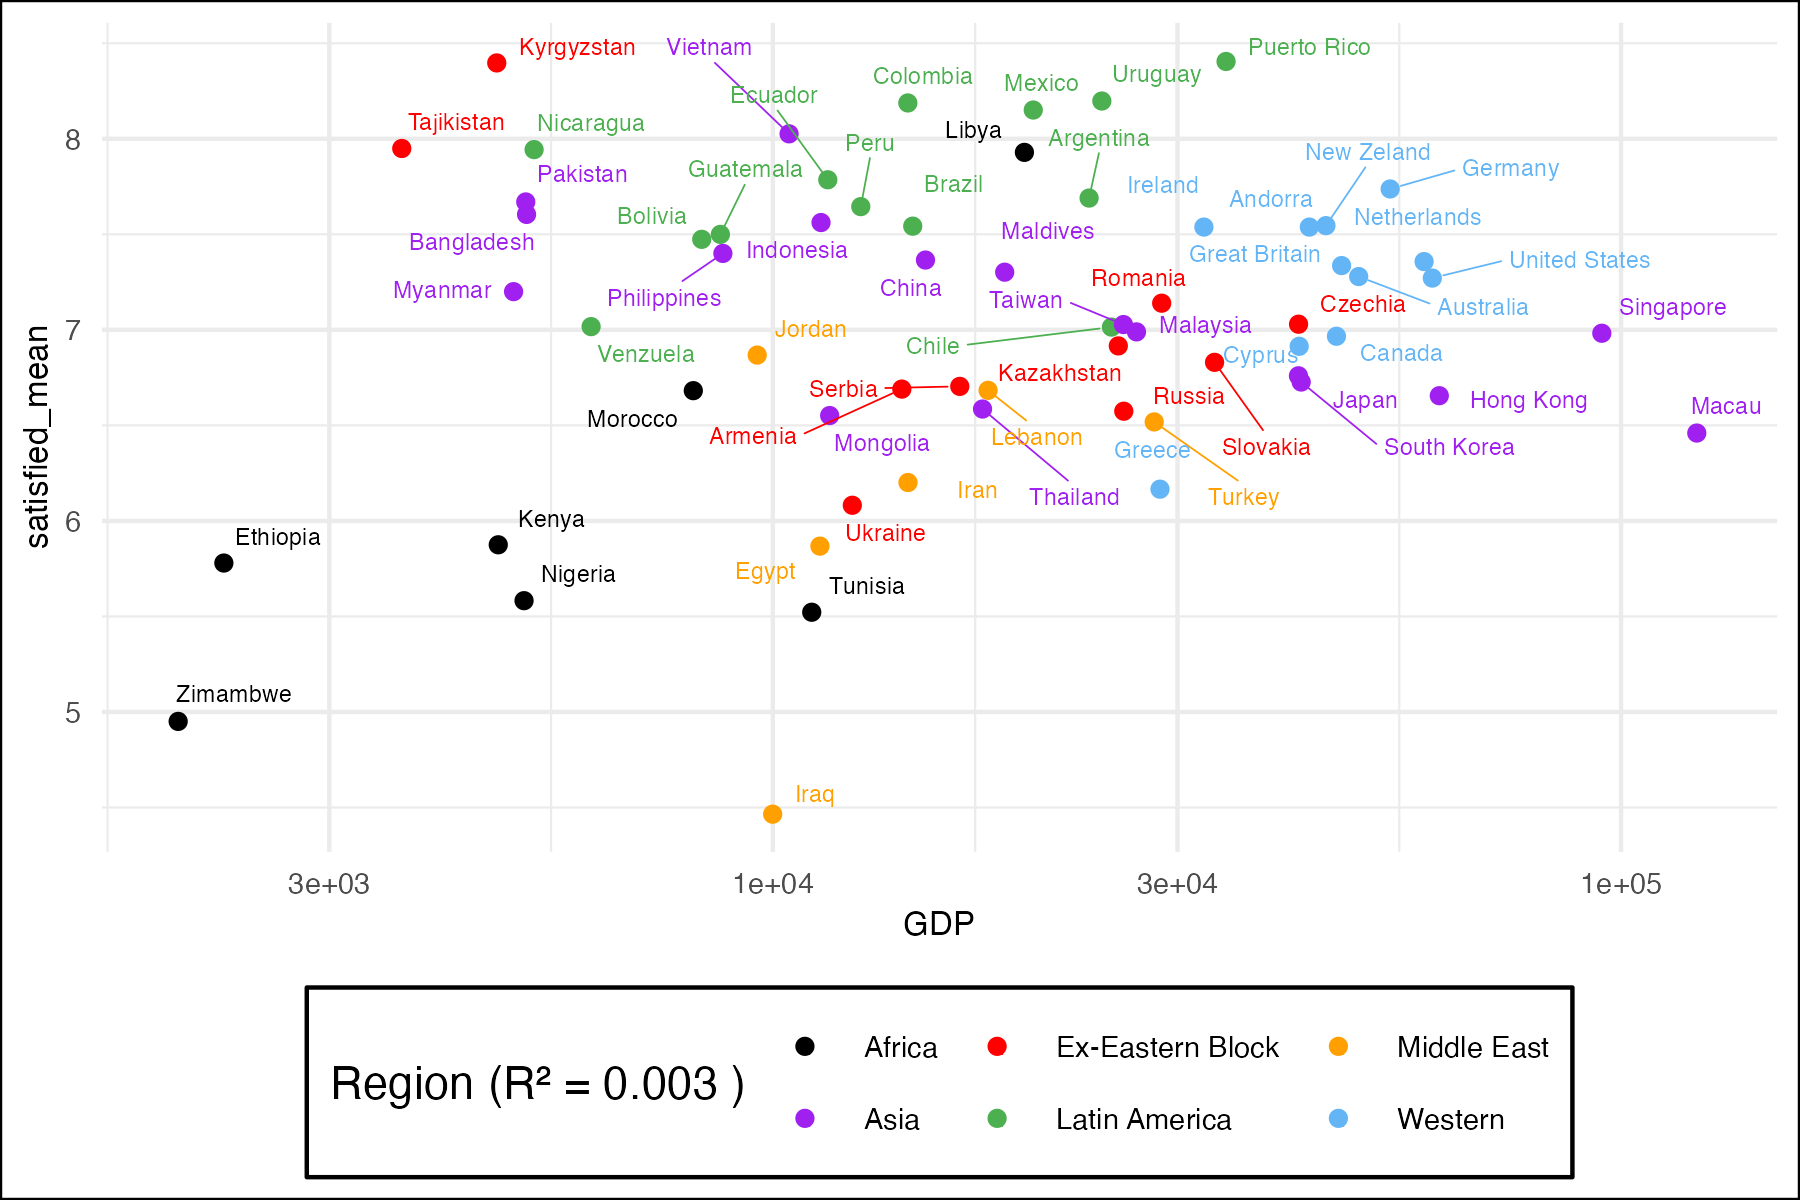 Kyrgyzstan
Vietnam
Puerto Rico
Colombia
Uruguay
Mexico
Ecuador
Tajikistan
Nicaragua
Libya
Argentina
Peru
New Zeland
Germany
Guatemala
Pakistan
Brazil
Ireland
Andorra
Bolivia
Netherlands
Maldives
Bangladesh
Indonesia
Great Britain
United States
Romania
Myanmar
China
Philippines
Taiwan
Czechia
Australia
Singapore
Jordan
Malaysia
Chile
Venzuela
Cyprus
Canada
Kazakhstan
Serbia
Russia
Japan
Hong Kong
Macau
Morocco
Armenia
Mongolia
Lebanon
Greece
Slovakia
South Korea
Iran
Thailand
Turkey
Kenya
Ukraine
Ethiopia
Nigeria
Egypt
Tunisia
Zimambwe
Iraq
8
7
6
5
satisfied_mean
3e+03
1e+04
3e+04
1e+05
GDP
Region (R² = 0.003 )
Africa
Ex-Eastern Block
Middle East
Asia
Latin America
Western